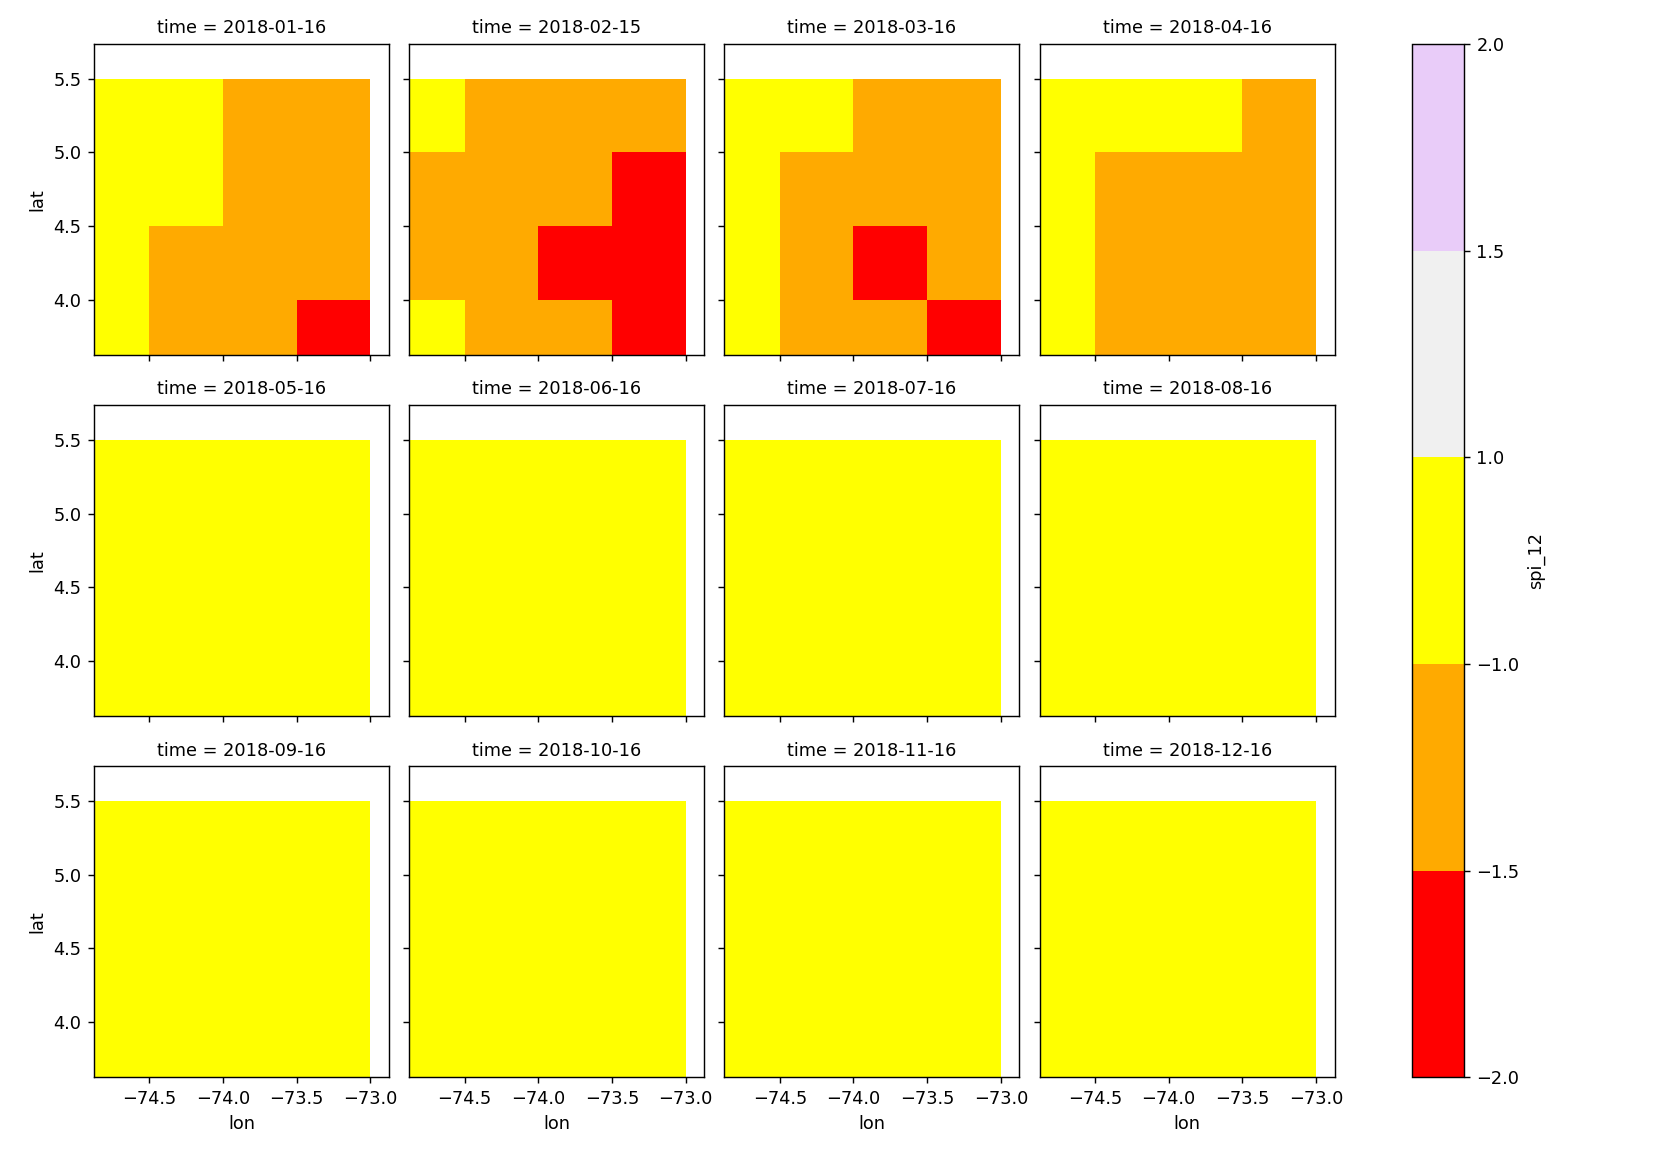 time = 2018-01-16
time = 2018-02-15
time = 2018-03-16
time = 2018-04-16
5.5
5.0
4.5
4.0
lat
time = 2018-05-16
time = 2018-06-16
time = 2018-07-16
time = 2018-08-16
5.5
5.0
4.5
4.0
lat
time = 2018-09-16
time = 2018-10-16
time = 2018-11-16
time = 2018-12-16
5.5
5.0
4.5
4.0
lat
−74.5 −74.0 −73.5 −73.0
lon
−74.5 −74.0 −73.5 −73.0
lon
−74.5 −74.0 −73.5 −73.0
lon
−74.5 −74.0 −73.5 −73.0
lon
2.0
1.5
1.0
−1.0
−1.5
−2.0
spi_12